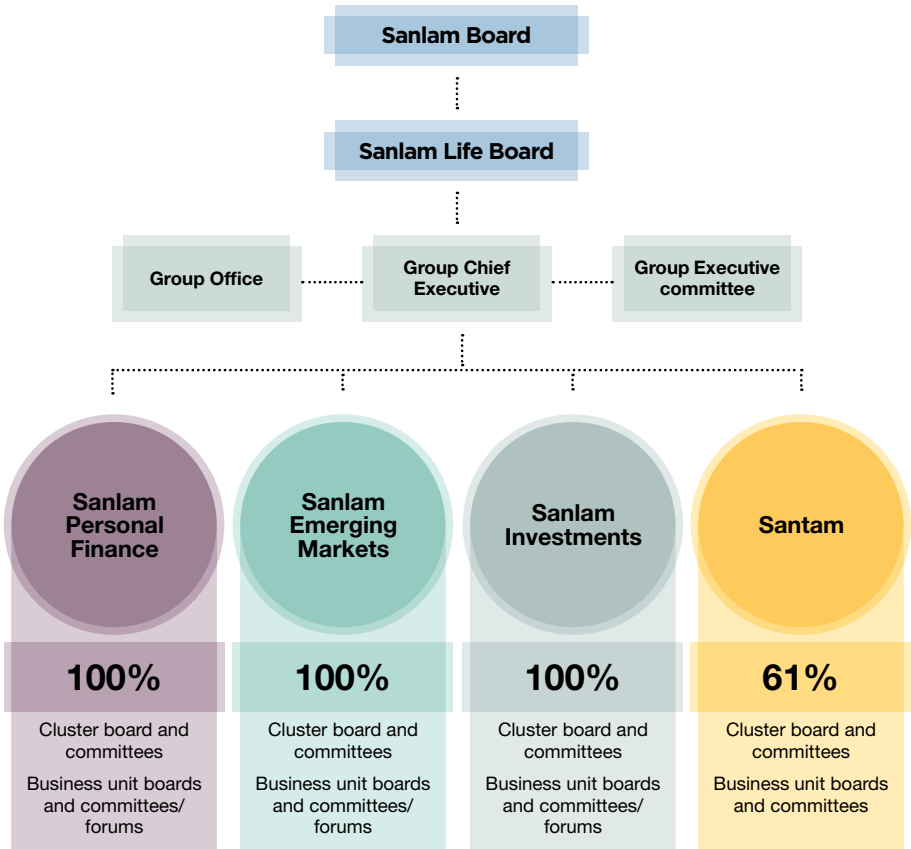 Sanlam Board
Sanlam Life Board
Group Office
Group Chief
Executive
Group Executive
committee
Sanlam
Personal
Finance
100%
Cluster board and
committees
Business unit boards
and committees/
forums
Sanlam
Emerging
Markets
100%
Cluster board and
committees
Business unit boards
and committees/
forums
Sanlam
Investments
100%
Cluster board and
committees
Business unit boards
and committees/
forums
Santam
61%
Cluster board and
committees
Business unit boards
and committees